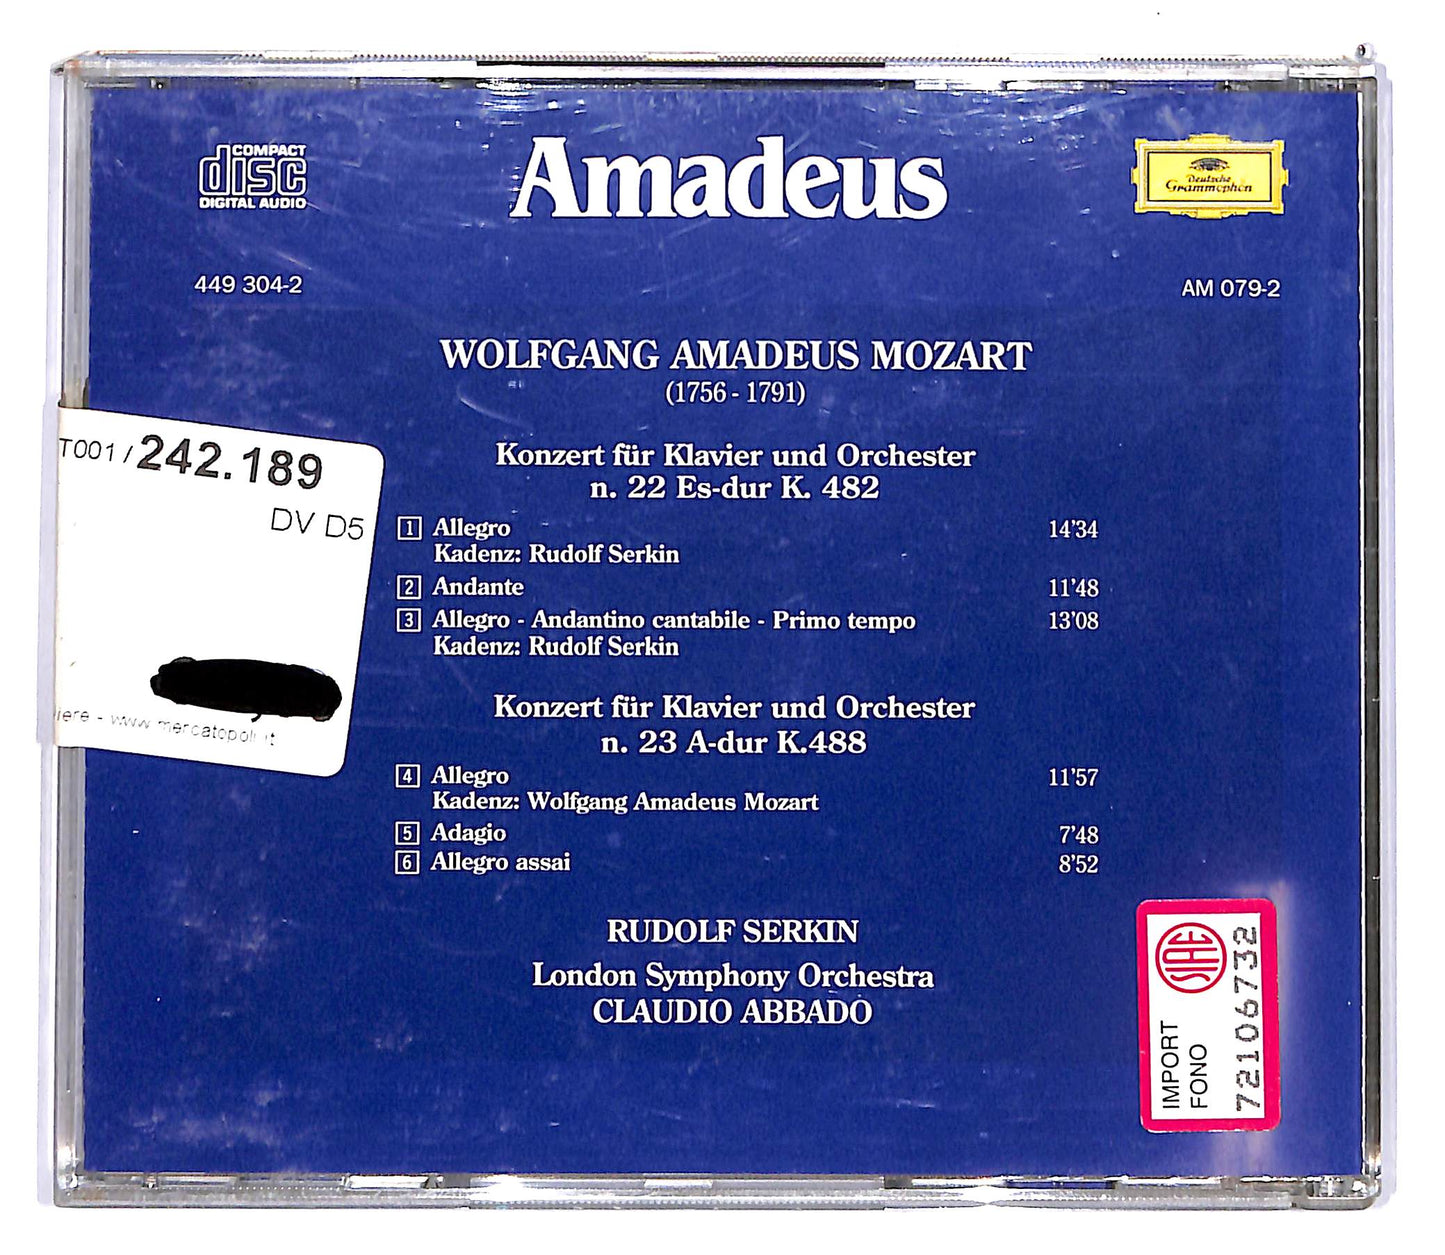 COMPACT
disc
DIGITAL AUDIO
Amadeus
Deutsche
Grammophon
449 304-2
AM 079-2
WOLFGANG AMADEUS MOZART
(1756 - 1791)
T001 / 242.189
DV D5
iere - www.mercatopoli.it
Konzert für Klavier und Orchester
n. 22 Es-dur K. 482
1 Allegro 14'34
Kadenz: Rudolf Serkin
2 Andante 11'48
3 Allegro - Andantino cantabile - Primo tempo 13'08
Kadenz: Rudolf Serkin
Konzert für Klavier und Orchester
n. 23 A-dur K.488
4 Allegro 11'57
Kadenz: Wolfgang Amadeus Mozart
5 Adagio 7'48
6 Allegro assai 8'52
RUDOLF SERKIN
London Symphony Orchestra
CLAUDIO ABBADO
SIAE
IMPORT
FONO
72106732